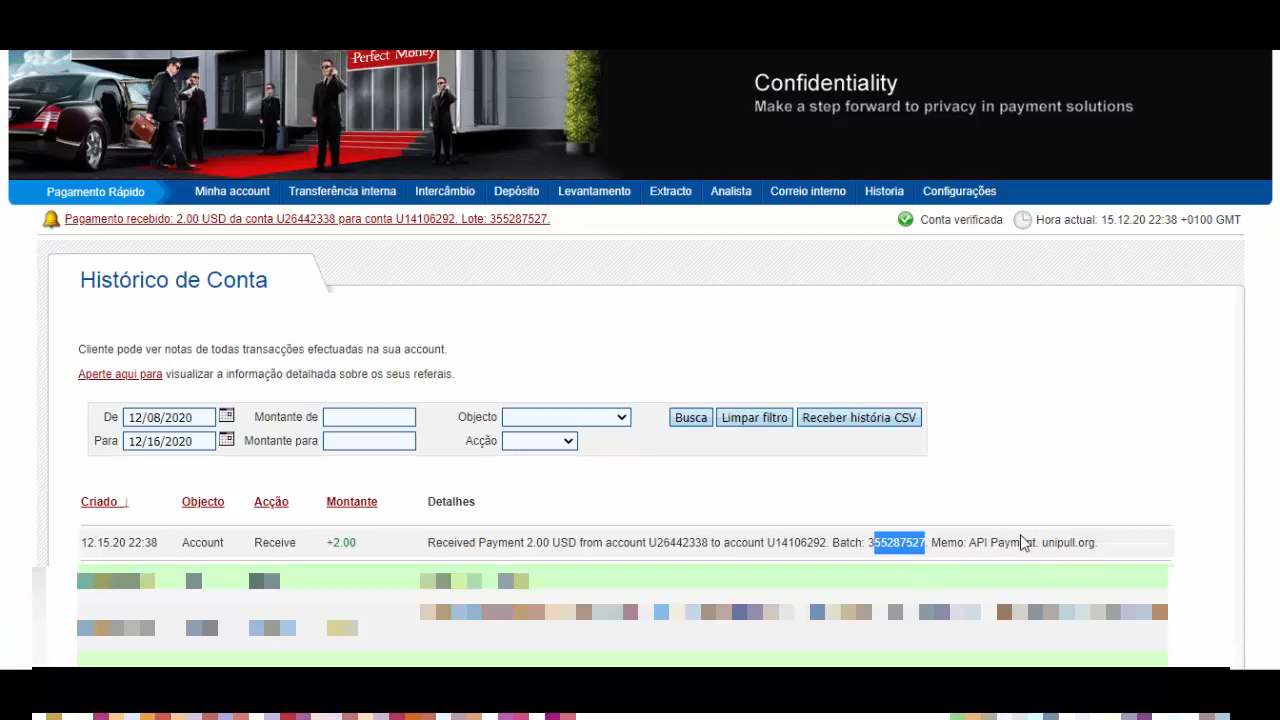 Perfect Money
Confidentiality
Make a step forward to privacy in payment solutions
Pagamento Rápido Minha account Transferência interna Intercâmbio Depósito Levantamento Extracto Analista Correio interno Historia Configurações
Pagamento recebido: 2.00 USD da conta U26442338 para conta U14106292. Lote: 355287527. Conta verificada Hora actual: 15.12.20 22:38 +0100 GMT
Histórico de Conta
Cliente pode ver notas de todas transacções efectuadas na sua account.
Aperte aqui para visualizar a informação detalhada sobre os seus referais.
De 12/08/2020 Montante de Objecto Busca Limpar filtro Receber história CSV
Para 12/16/2020 Montante para Acção
Criado ↓ Objecto Acção Montante Detalhes
12.15.20 22:38 Account Receive +2.00 Received Payment 2.00 USD from account U26442338 to account U14106292. Batch: 355287527. Memo: API Payment. unipull.org.